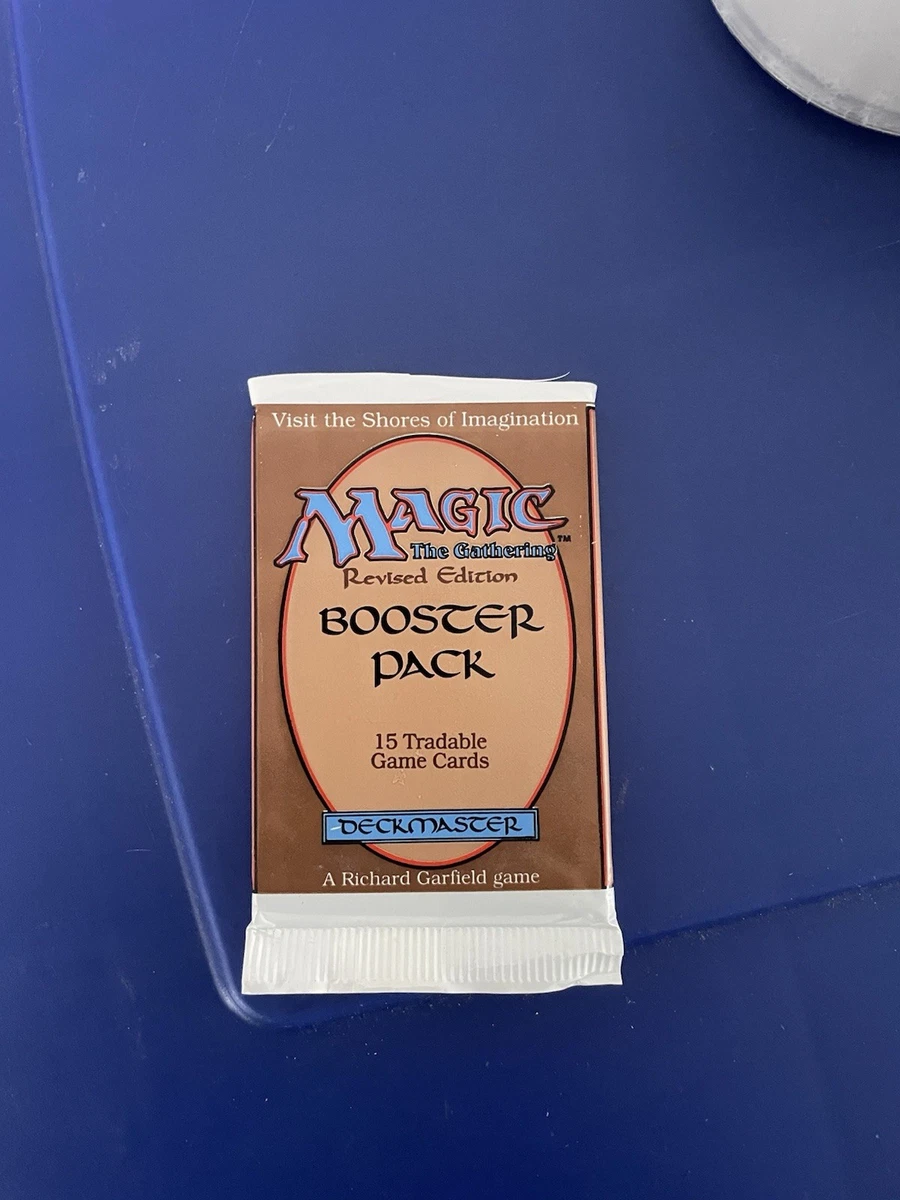 Visit the Shores of Imagination
MAGIC
The Gathering™
Revised Edition
BOOSTER
PACK
15 Tradable
Game Cards
DECKMASTER
A Richard Garfield game